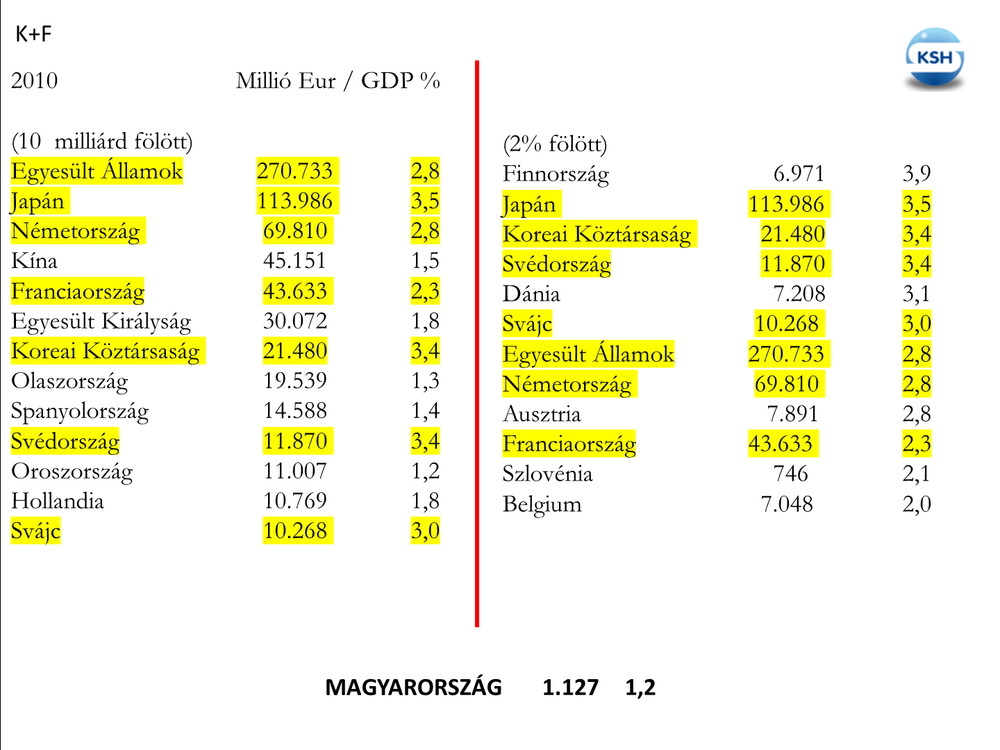 K+F
KSH
2010 Millió Eur / GDP %
(10 milliárd fölött)
Egyesült Államok 270.733 2,8
Japán 113.986 3,5
Németország 69.810 2,8
Kína 45.151 1,5
Franciaország 43.633 2,3
Egyesült Királyság 30.072 1,8
Koreai Köztársaság 21.480 3,4
Olaszország 19.539 1,3
Spanyolország 14.588 1,4
Svédország 11.870 3,4
Oroszország 11.007 1,2
Hollandia 10.769 1,8
Svájc 10.268 3,0
(2% fölött)
Finnország 6.971 3,9
Japán 113.986 3,5
Koreai Köztársaság 21.480 3,4
Svédország 11.870 3,4
Dánia 7.208 3,1
Svájc 10.268 3,0
Egyesült Államok 270.733 2,8
Németország 69.810 2,8
Ausztria 7.891 2,8
Franciaország 43.633 2,3
Szlovénia 746 2,1
Belgium 7.048 2,0
MAGYARORSZÁG 1.127 1,2